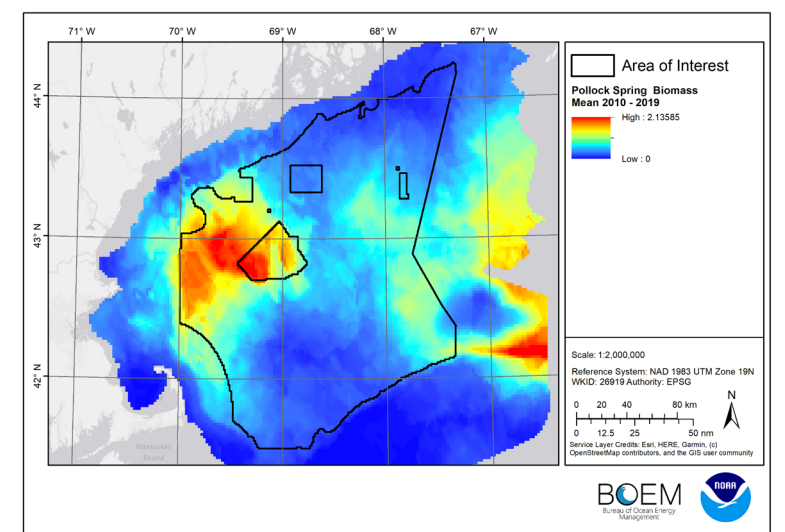 71° W 70° W 69° W 68° W 67° W
44° N
43° N
42° N
Nantucket
Sound
Area of Interest
Pollock Spring Biomass
Mean 2010 - 2019
High : 2.13585
Low : 0
Scale: 1:2,000,000
Reference System: NAD 1983 UTM Zone 19N
WKID: 26919 Authority: EPSG
N
0 20 40 80 km
0 12.5 25 50 nm
Service Layer Credits: Esri, HERE, Garmin, (c)
OpenStreetMap contributors, and the GIS user community
BOEM
Bureau of Ocean Energy
Management
NOAA